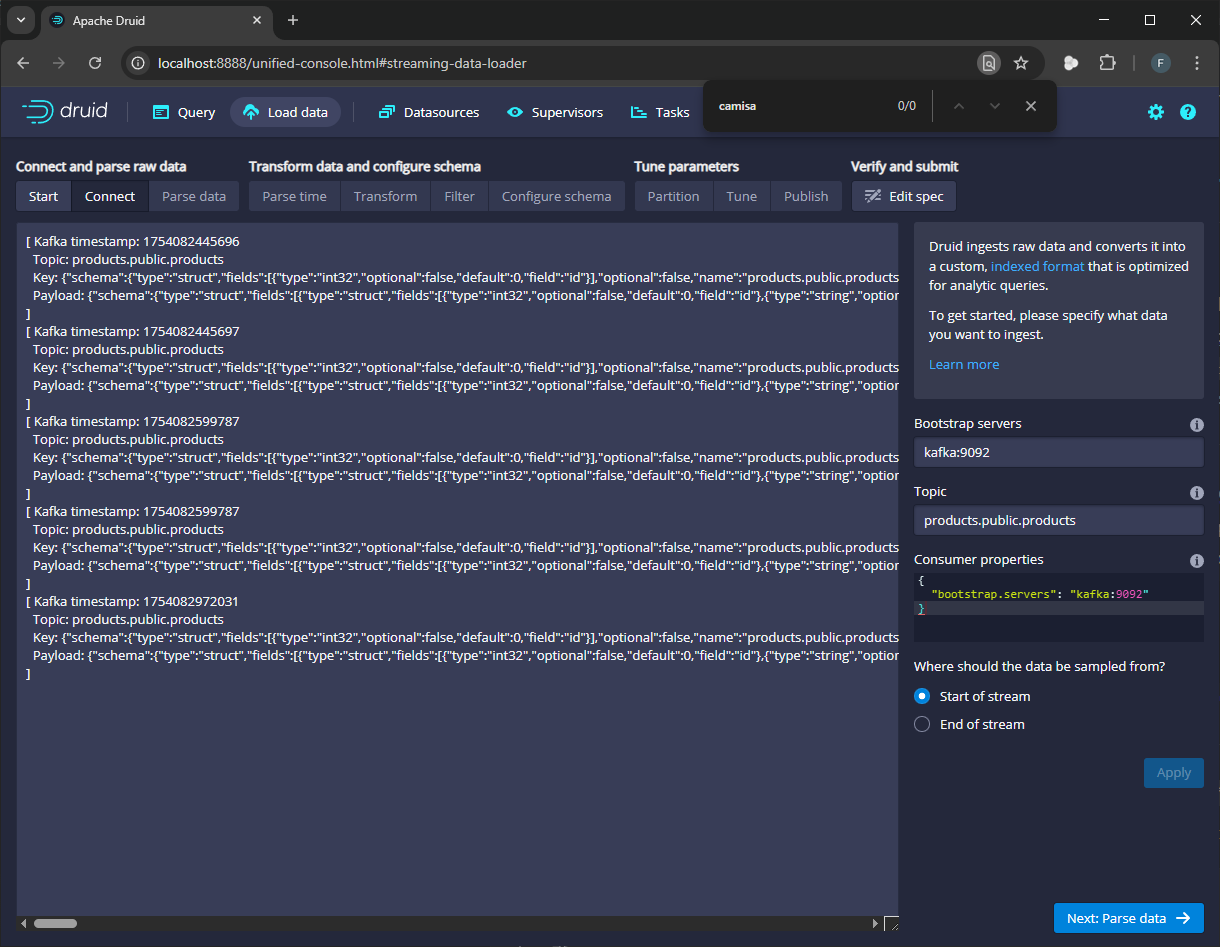 Apache Druid
localhost:8888/unified-console.html#streaming-data-loader
F
camisa
0/0
druid
Query
Load data
Datasources
Supervisors
Tasks
Connect and parse raw data
Transform data and configure schema
Tune parameters
Verify and submit
Start
Connect
Parse data
Parse time
Transform
Filter
Configure schema
Partition
Tune
Publish
Edit spec
[ Kafka timestamp: 1754082445696
Topic: products.public.products
Key: {"schema":{"type":"struct","fields":[{"type":"int32","optional":false,"default":0,"field":"id"}],"optional":false,"name":"products.public.products
Payload: {"schema":{"type":"struct","fields":[{"type":"struct","fields":[{"type":"int32","optional":false,"default":0,"field":"id"},{"type":"string","option
]
[ Kafka timestamp: 1754082445697
Topic: products.public.products
Key: {"schema":{"type":"struct","fields":[{"type":"int32","optional":false,"default":0,"field":"id"}],"optional":false,"name":"products.public.products
Payload: {"schema":{"type":"struct","fields":[{"type":"struct","fields":[{"type":"int32","optional":false,"default":0,"field":"id"},{"type":"string","option
]
[ Kafka timestamp: 1754082599787
Topic: products.public.products
Key: {"schema":{"type":"struct","fields":[{"type":"int32","optional":false,"default":0,"field":"id"}],"optional":false,"name":"products.public.products
Payload: {"schema":{"type":"struct","fields":[{"type":"struct","fields":[{"type":"int32","optional":false,"default":0,"field":"id"},{"type":"string","option
]
[ Kafka timestamp: 1754082599787
Topic: products.public.products
Key: {"schema":{"type":"struct","fields":[{"type":"int32","optional":false,"default":0,"field":"id"}],"optional":false,"name":"products.public.products
Payload: {"schema":{"type":"struct","fields":[{"type":"struct","fields":[{"type":"int32","optional":false,"default":0,"field":"id"},{"type":"string","option
]
[ Kafka timestamp: 1754082972031
Topic: products.public.products
Key: {"schema":{"type":"struct","fields":[{"type":"int32","optional":false,"default":0,"field":"id"}],"optional":false,"name":"products.public.products
Payload: {"schema":{"type":"struct","fields":[{"type":"struct","fields":[{"type":"int32","optional":false,"default":0,"field":"id"},{"type":"string","option
]
Druid ingests raw data and converts it into
a custom, indexed format that is optimized
for analytic queries.
To get started, please specify what data
you want to ingest.
Learn more
Bootstrap servers
kafka:9092
Topic
products.public.products
Consumer properties
{
"bootstrap.servers": "kafka:9092"
}
Where should the data be sampled from?
Start of stream
End of stream
Apply
Next: Parse data